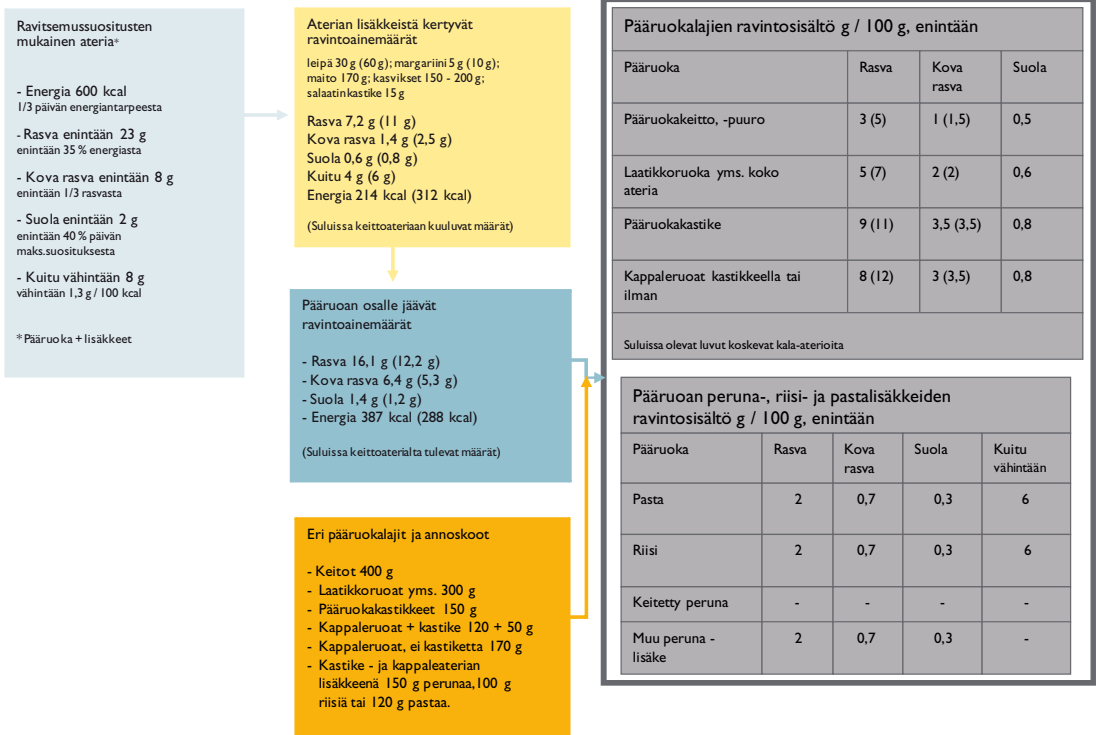 Ravitsemussuositusten
mukainen ateria*
- Energia 600 kcal
1/3 päivän energiantarpeesta
- Rasva enintään 23 g
enintään 35 % energiasta
- Kova rasva enintään 8 g
enintään 1/3 rasvasta
- Suola enintään 2 g
enintään 40 % päivän
maks.suosituksesta
- Kuitu vähintään 8 g
vähintään 1,3 g / 100 kcal
*Pääruoka + lisäkkeet
Aterian lisäkkeistä kertyvät
ravintoainemäärät
leipä 30 g (60 g); margariini 5 g (10 g);
maito 170 g; kasvikset 150 - 200 g;
salaatinkastike 15 g
Rasva 7,2 g (11 g)
Kova rasva 1,4 g (2,5 g)
Suola 0,6 g (0,8 g)
Kuitu 4 g (6 g)
Energia 214 kcal (312 kcal)
(Suluissa keittoateriaan kuuluvat määrät)
Pääruoan osalle jäävät
ravintoainemäärät
- Rasva 16,1 g (12,2 g)
- Kova rasva 6,4 g (5,3 g)
- Suola 1,4 g (1,2 g)
- Energia 387 kcal (288 kcal)
(Suluissa keittoaterialta tulevat määrät)
Eri pääruokalajit ja annoskoot
- Keitot 400 g
- Laatikkoruoat yms. 300 g
- Pääruokakastikkeet 150 g
- Kappaleruoat + kastike 120 + 50 g
- Kappaleruoat, ei kastiketta 170 g
- Kastike - ja kappaleaterian
lisäkkeenä 150 g perunaa, 100 g
riisiä tai 120 g pastaa.
Pääruokalajien ravintosisältö g / 100 g, enintään
Pääruoka Rasva Kova rasva Suola
Pääruokakeitto, -puuro 3 (5) 1 (1,5) 0,5
Laatikkoruoka yms. koko ateria 5 (7) 2 (2) 0,6
Pääruokakastike 9 (11) 3,5 (3,5) 0,8
Kappaleruoat kastikkeella tai ilman 8 (12) 3 (3,5) 0,8
Suluissa olevat luvut koskevat kala-aterioita
Pääruoan peruna-, riisi- ja pastalisäkkeiden
ravintosisältö g / 100 g, enintään
Pääruoka Rasva Kova rasva Suola Kuitu vähintään
Pasta 2 0,7 0,3 6
Riisi 2 0,7 0,3 6
Keitetty peruna - - - -
Muu peruna - lisäke 2 0,7 0,3 -